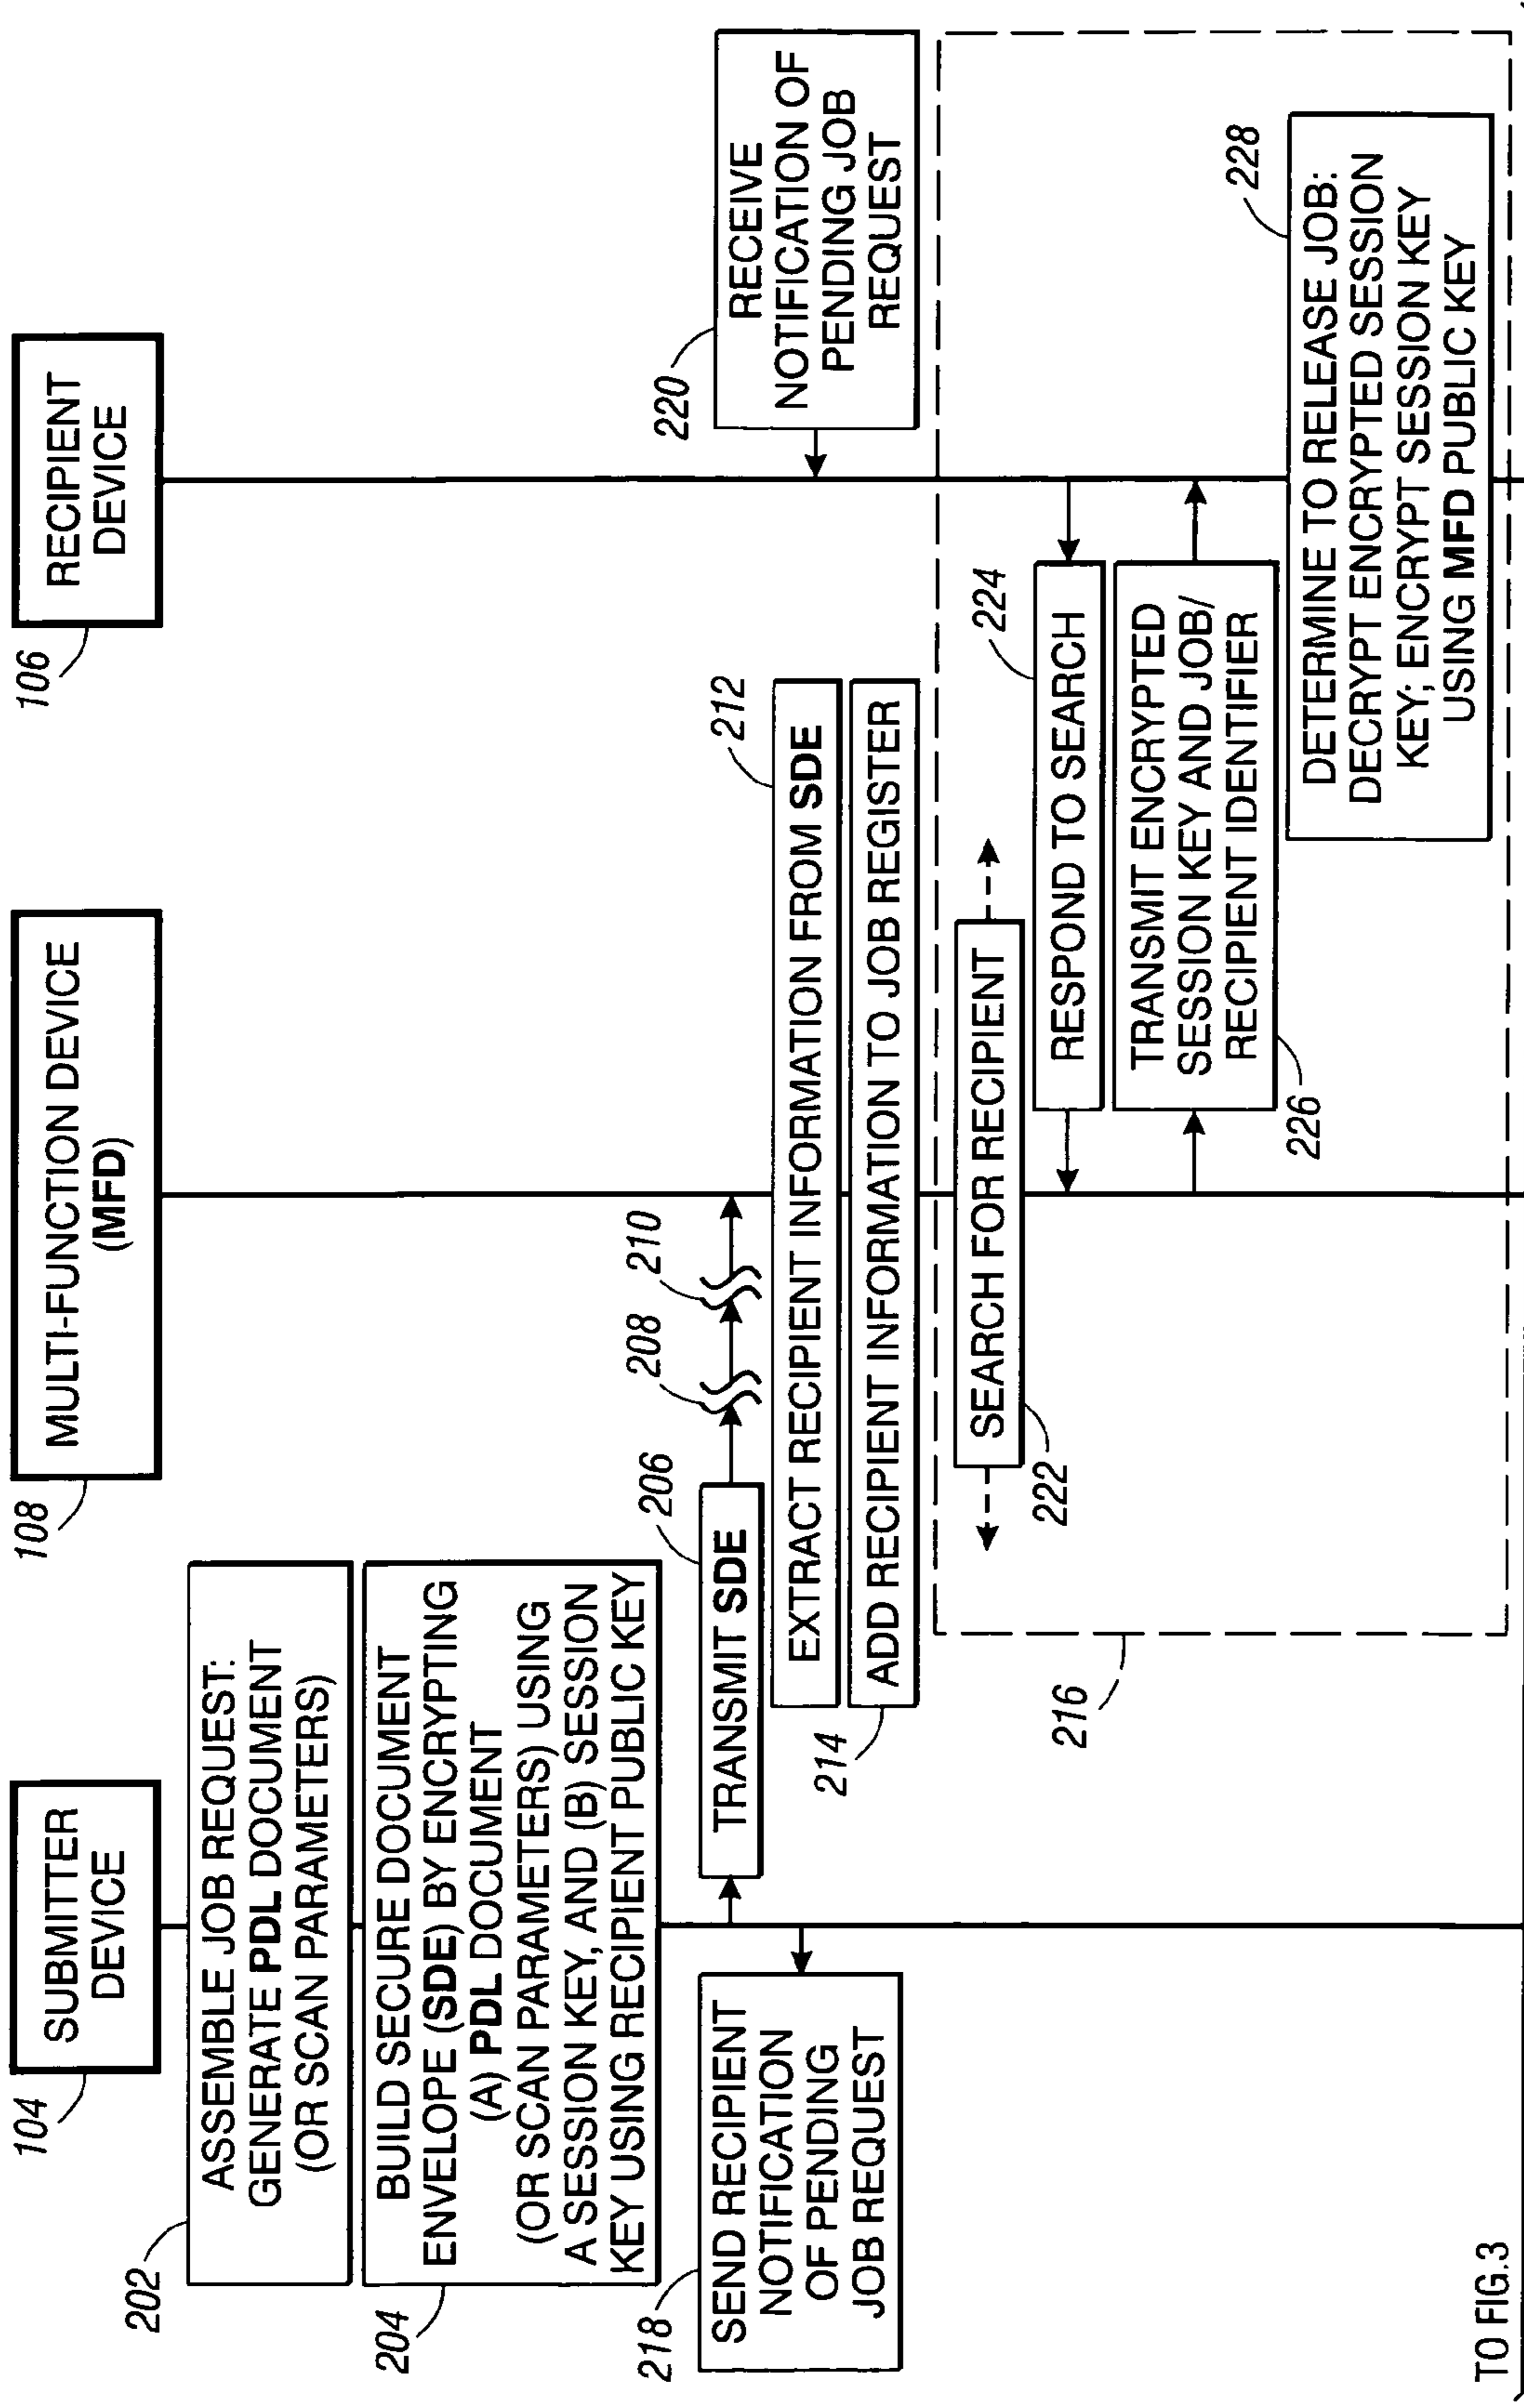 104
SUBMITTER
DEVICE
108
MULTI-FUNCTION DEVICE
(MFD)
106
RECIPIENT
DEVICE
202
ASSEMBLE JOB REQUEST:
GENERATE PDL DOCUMENT
(OR SCAN PARAMETERS)
204
BUILD SECURE DOCUMENT
ENVELOPE (SDE) BY ENCRYPTING
(A) PDL DOCUMENT
(OR SCAN PARAMETERS) USING
A SESSION KEY, AND (B) SESSION
KEY USING RECIPIENT PUBLIC KEY
218
SEND RECIPIENT
NOTIFICATION
OF PENDING
JOB REQUEST
206
TRANSMIT SDE
208
210
212
EXTRACT RECIPIENT INFORMATION FROM SDE
214
ADD RECIPIENT INFORMATION TO JOB REGISTER
220
RECEIVE
NOTIFICATION OF
PENDING JOB
REQUEST
216
222
SEARCH FOR RECIPIENT
224
RESPOND TO SEARCH
226
TRANSMIT ENCRYPTED
SESSION KEY AND JOB/
RECIPIENT IDENTIFIER
228
DETERMINE TO RELEASE JOB:
DECRYPT ENCRYPTED SESSION
KEY; ENCRYPT SESSION KEY
USING MFD PUBLIC KEY
TO FIG.3